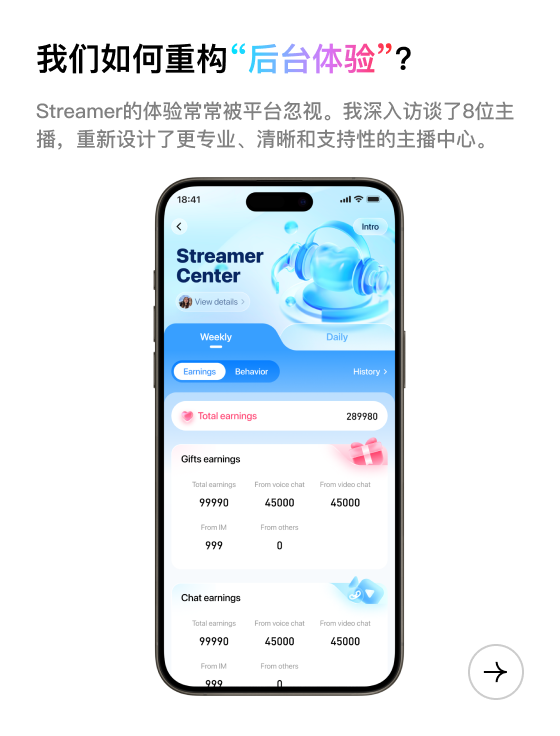 我们如何重构“后台体验”?
Streamer的体验常常被平台忽视。我深入访谈了8位主
播，重新设计了更专业、清晰和支持性的主播中心。
18:41
Intro
Streamer
Center
View details
Weekly
Daily
Earnings
Behavior
History
Total earnings
289980
Gifts earnings
Total earnings
From voice chat
From video chat
99990
45000
45000
From IM
From others
999
0
Chat earnings
Total earnings
From voice chat
From video chat
99990
45000
45000
From IM
From others
999
0